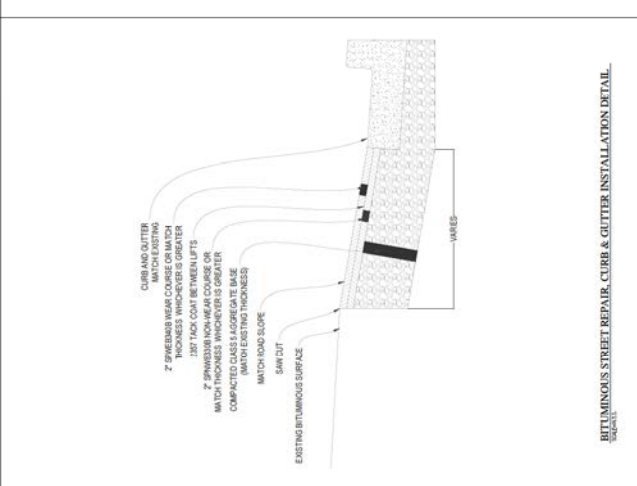 CURB AND GUTTER
MATCH EXISTING
2" SPWEB340B WEAR COURSE OR MATCH
THICKNESS WHICHEVER IS GREATER
1357 TACK COAT BETWEEN LIFTS
2" SPNWB330B NON-WEAR COURSE OR
MATCH THICKNESS WHICHEVER IS GREATER
COMPACTED CLASS 5 AGGREGATE BASE
(MATCH EXISTING THICKNESS)
MATCH ROAD SLOPE
SAW CUT
EXISTING BITUMINOUS SURFACE
VARIES
BITUMINOUS STREET REPAIR, CURB & GUTTER INSTALLATION DETAIL